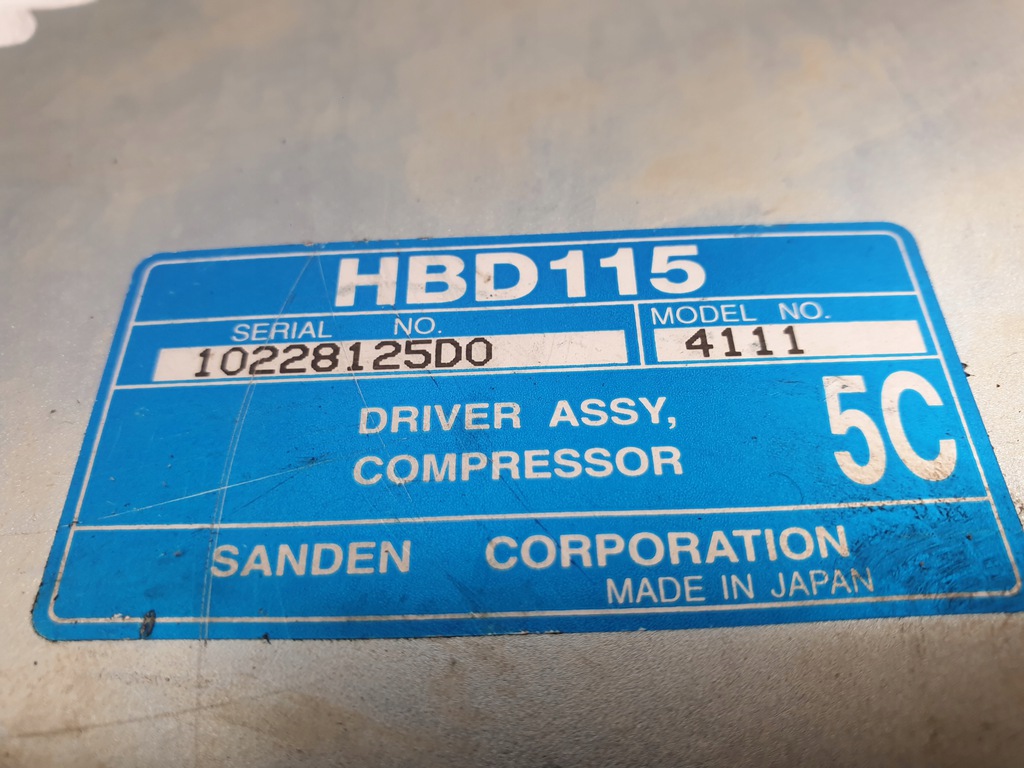 HBD115
SERIAL NO.
10228125D0
MODEL NO.
4111
DRIVER ASSY,
COMPRESSOR
5C
SANDEN CORPORATION
MADE IN JAPAN